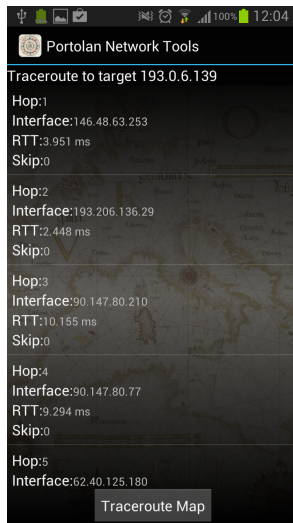 100% 12:04
Portolan Network Tools
Traceroute to target 193.0.6.139
Hop:1
Interface:146.48.63.253
RTT:3.951 ms
Skip:0
Hop:2
Interface:193.206.136.29
RTT:2.448 ms
Skip:0
Hop:3
Interface:90.147.80.210
RTT:10.155 ms
Skip:0
Hop:4
Interface:90.147.80.77
RTT:9.294 ms
Skip:0
Hop:5
Interface:62.40.125.180
Traceroute Map